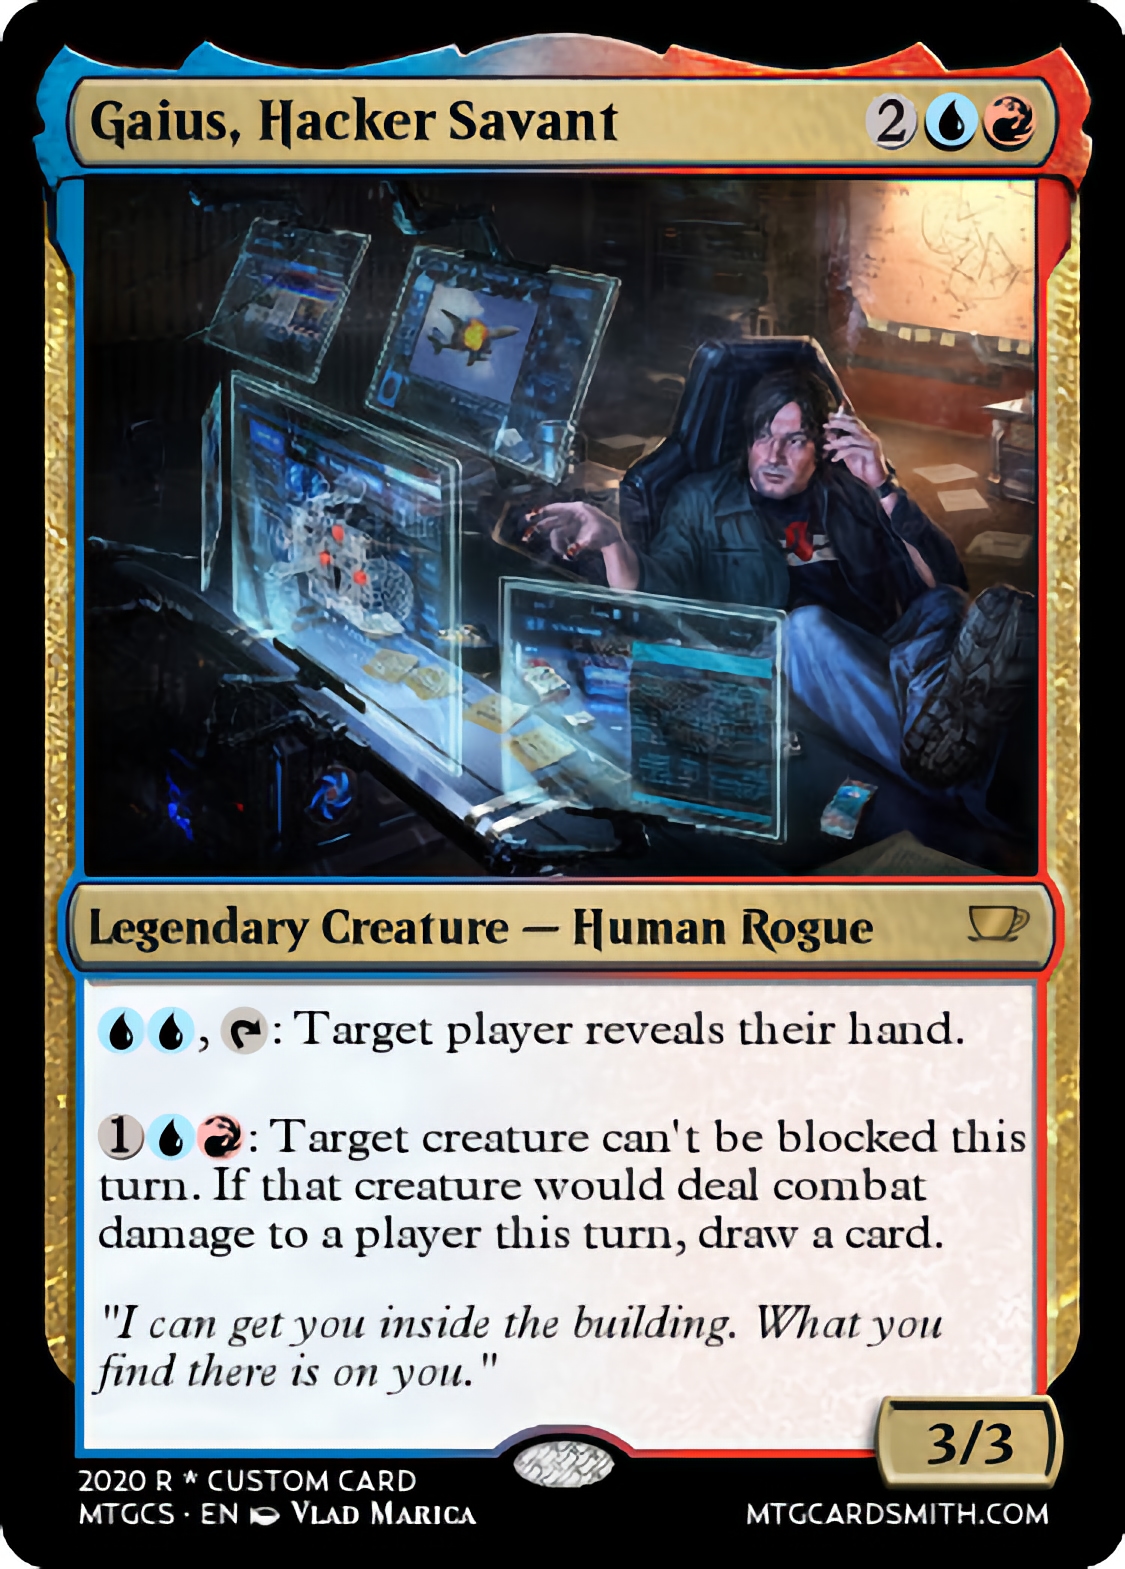 Gaius, Hacker Savant 2
Legendary Creature — Human Rogue
, : Target player reveals their hand.
1 : Target creature can't be blocked this
turn. If that creature would deal combat
damage to a player this turn, draw a card.
"I can get you inside the building. What you
find there is on you."
3/3
2020 R * CUSTOM CARD
MTGCS · EN VLAD MARICA
MTGCARDSMITH.COM